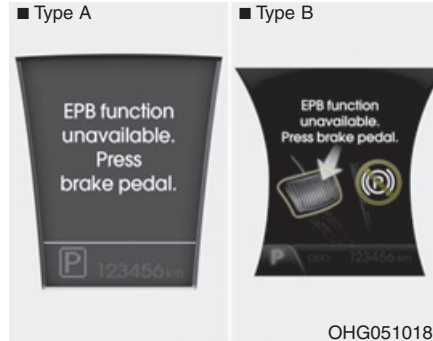 ■ Type A
EPB function
unavailable.
Press
brake pedal.
P 123456 km
■ Type B
EPB function
unavailable.
Press brake pedal.
(P)
P 123456 km
OHG051018